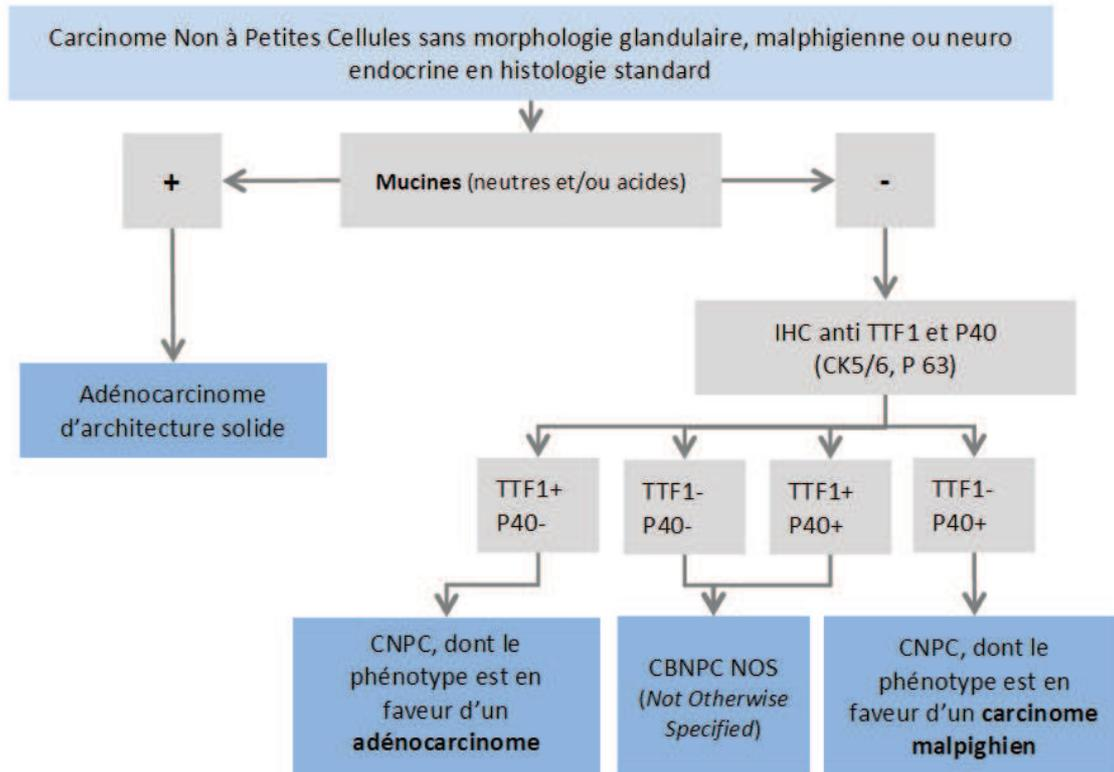 Carcinome Non à Petites Cellules sans morphologie glandulaire, malphigienne ou neuro
endocrine en histologie standard
+
Mucines (neutres et/ou acides)
-
IHC anti TTF1 et P40
(CK5/6, P 63)
Adénocarcinome
d'architecture solide
TTF1+
P40-
TTF1-
P40-
TTF1+
P40+
TTF1-
P40+
CNPC, dont le
phénotype est en
faveur d'un
adénocarcinome
CBNPC NOS
(Not Otherwise
Specified)
CNPC, dont le
phénotype est en
faveur d'un carcinome
malpighien